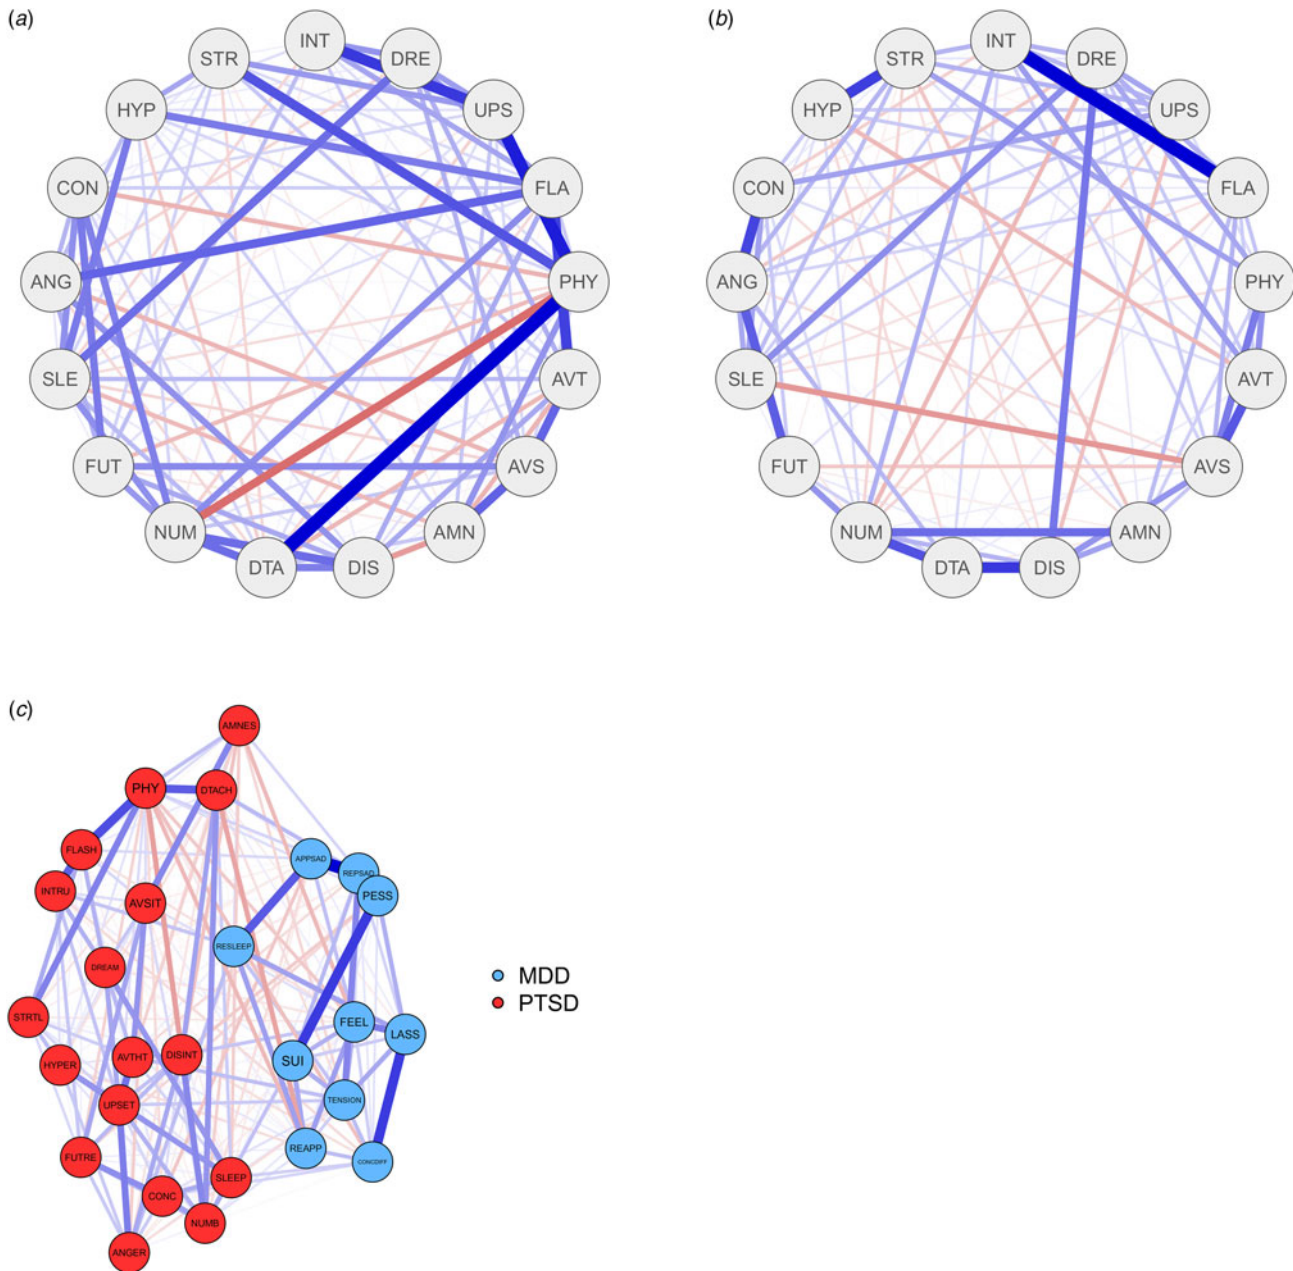 (a)
INT
STR
DRE
HYP
UPS
CON
FLA
ANG
PHY
SLE
AVT
FUT
AVS
NUM
AMN
DTA
DIS
(b)
INT
STR
DRE
HYP
UPS
CON
FLA
ANG
PHY
SLE
AVT
FUT
AVS
NUM
AMN
DTA
DIS
(c)
AMNES
PHY
DTACH
FLASH
APPSAD
REPSAD
INTRU
PESS
AVSIT
RESLEEP
DREAM
MDD
PTSD
STRTL
FEEL
LASS
HYPER
AVTHT
DISINT
SUI
UPSET
TENSION
FUTRE
REAPP
CONCDIFF
SLEEP
CONC
NUMB
ANGER